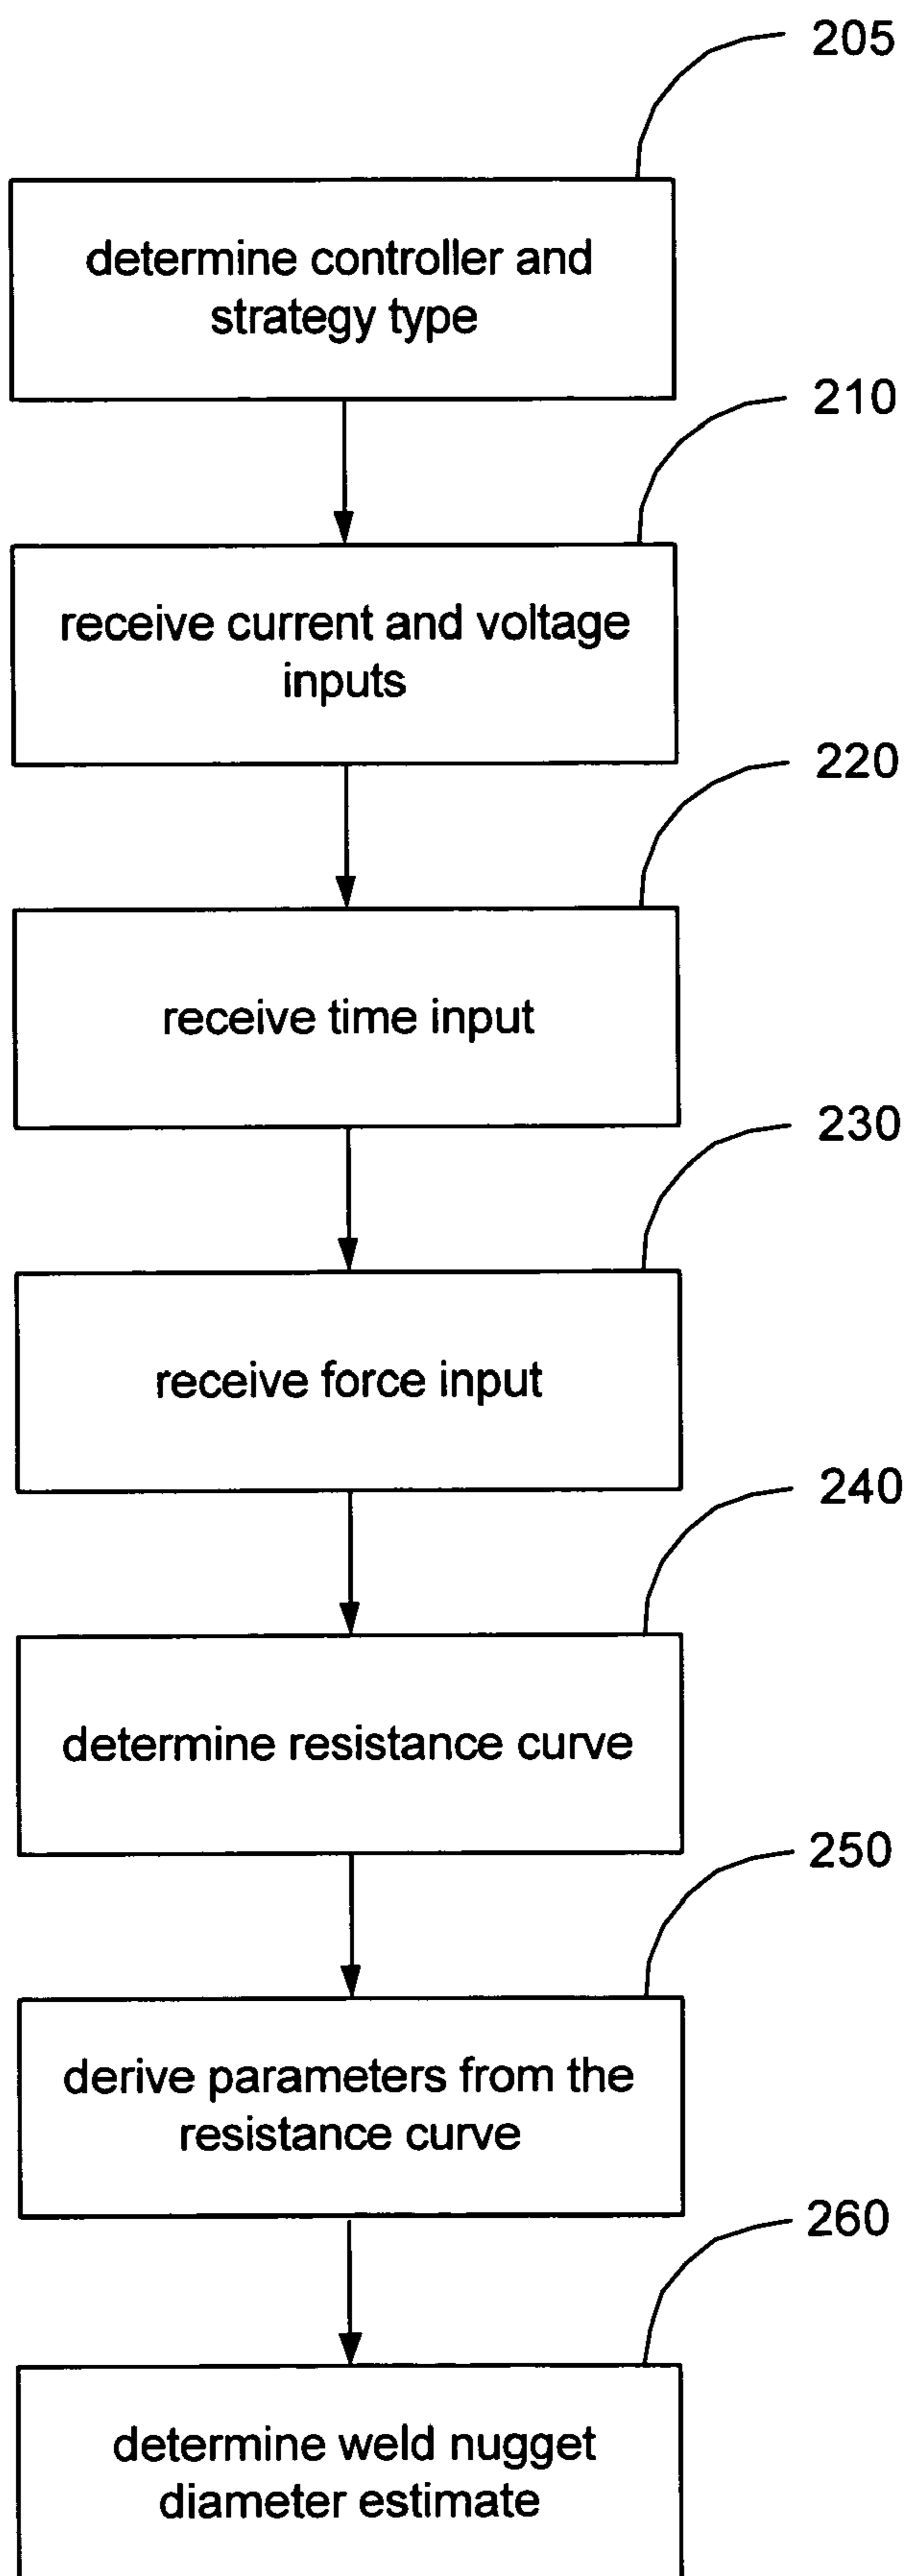 205
determine controller and
strategy type
210
receive current and voltage
inputs
220
receive time input
230
receive force input
240
determine resistance curve
250
derive parameters from the
resistance curve
260
determine weld nugget
diameter estimate